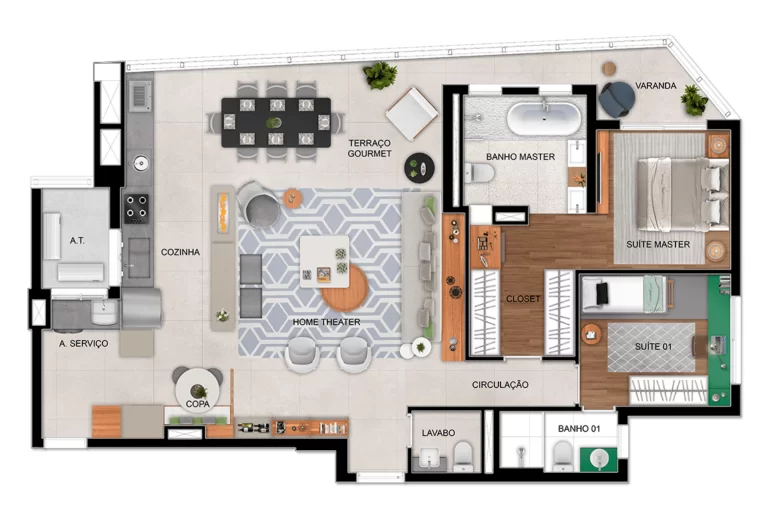 VARANDA
TERRAÇO
GOURMET
BANHO MASTER
A.T.
COZINHA
SUÍTE MASTER
CLOSET
HOME THEATER
A. SERVIÇO
SUÍTE 01
CIRCULAÇÃO
COPA
LAVABO
BANHO 01